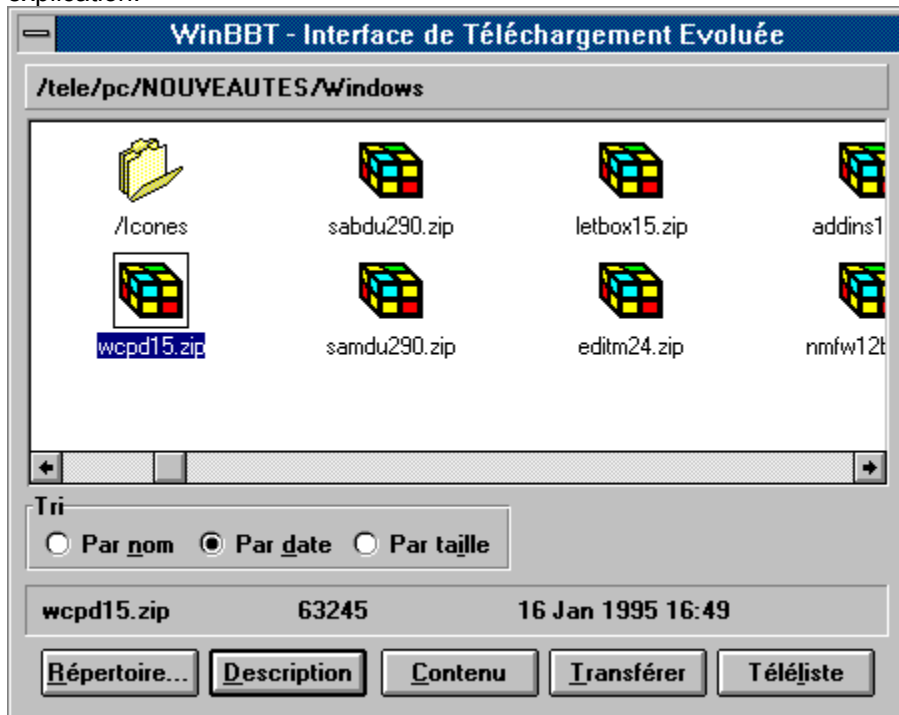 WinBBT - Interface de Téléchargement Evoluée
/tele/pc/NOUVEAUTES/Windows
/Icones sabdu290.zip letbox15.zip addins1
wcpd15.zip samdu290.zip editm24.zip nmfw12b
Tri
Par nom Par date Par taille
wcpd15.zip 63245 16 Jan 1995 16:49
Répertoire... Description Contenu Transférer Téléliste